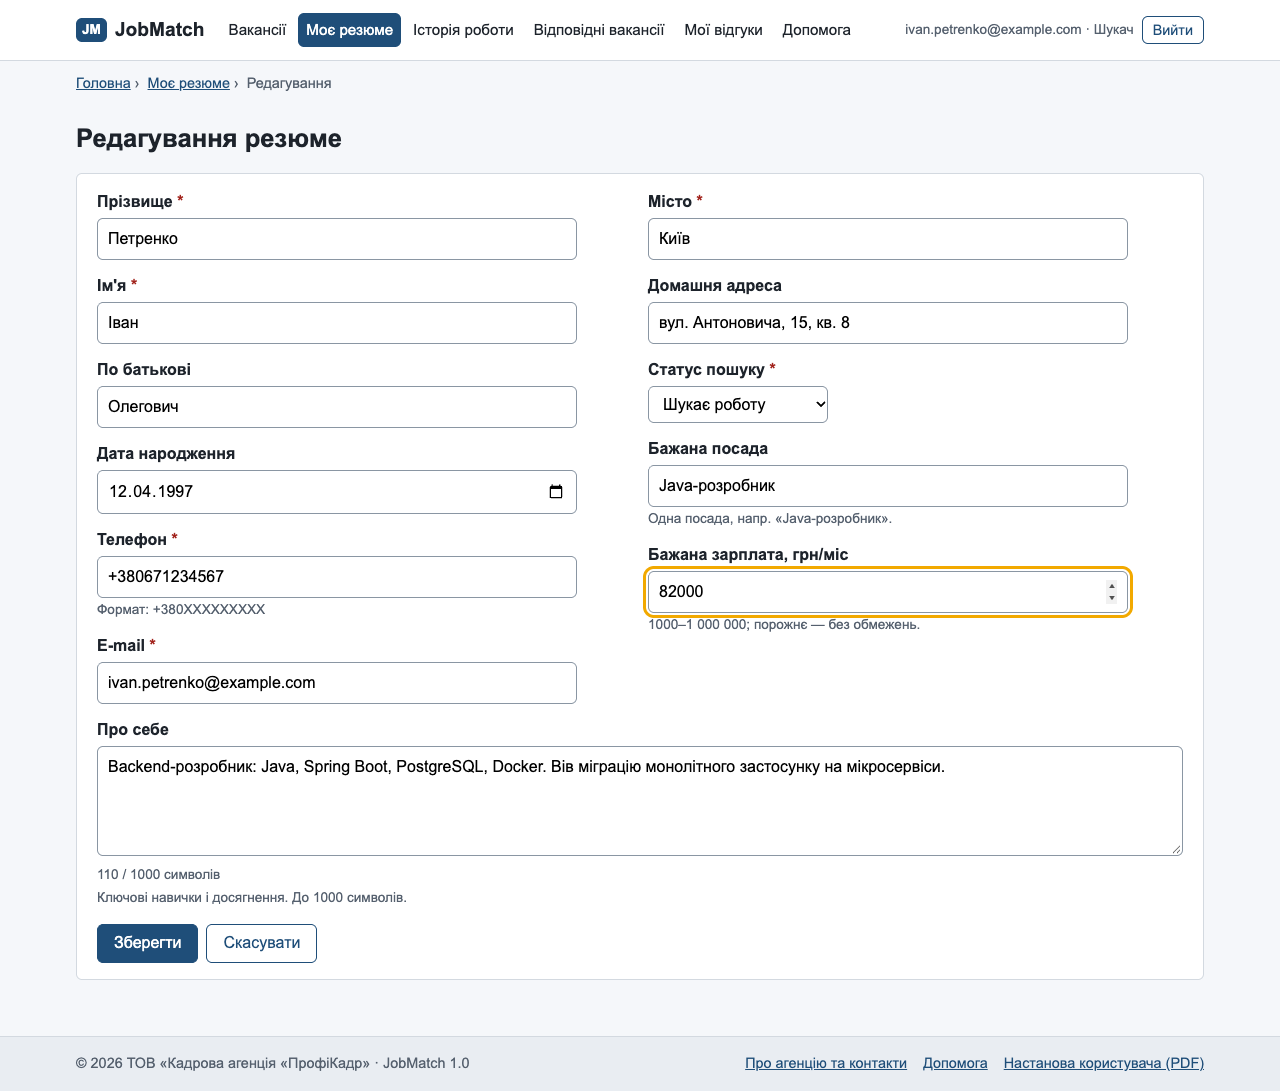 JM JobMatch Вакансії Моє резюме Історія роботи Відповідні вакансії Мої відгуки Допомога ivan.petrenko@example.com · Шукач Вийти
Головна › Моє резюме › Редагування
Редагування резюме
Прізвище *
Петренко
Ім'я *
Іван
По батькові
Олегович
Дата народження
12.04.1997
Телефон *
+380671234567
Формат: +380XXXXXXXXX
E-mail *
ivan.petrenko@example.com
Місто *
Київ
Домашня адреса
вул. Антоновича, 15, кв. 8
Статус пошуку *
Шукає роботу
Бажана посада
Java-розробник
Одна посада, напр. «Java-розробник».
Бажана зарплата, грн/міс
82000
1000–1 000 000; порожнє — без обмежень.
Про себе
Backend-розробник: Java, Spring Boot, PostgreSQL, Docker. Вів міграцію монолітного застосунку на мікросервіси.
110 / 1000 символів
Ключові навички і досягнення. До 1000 символів.
Зберегти Скасувати
© 2026 ТОВ «Кадрова агенція «ПрофіКадр» · JobMatch 1.0 Про агенцію та контакти Допомога Настанова користувача (PDF)